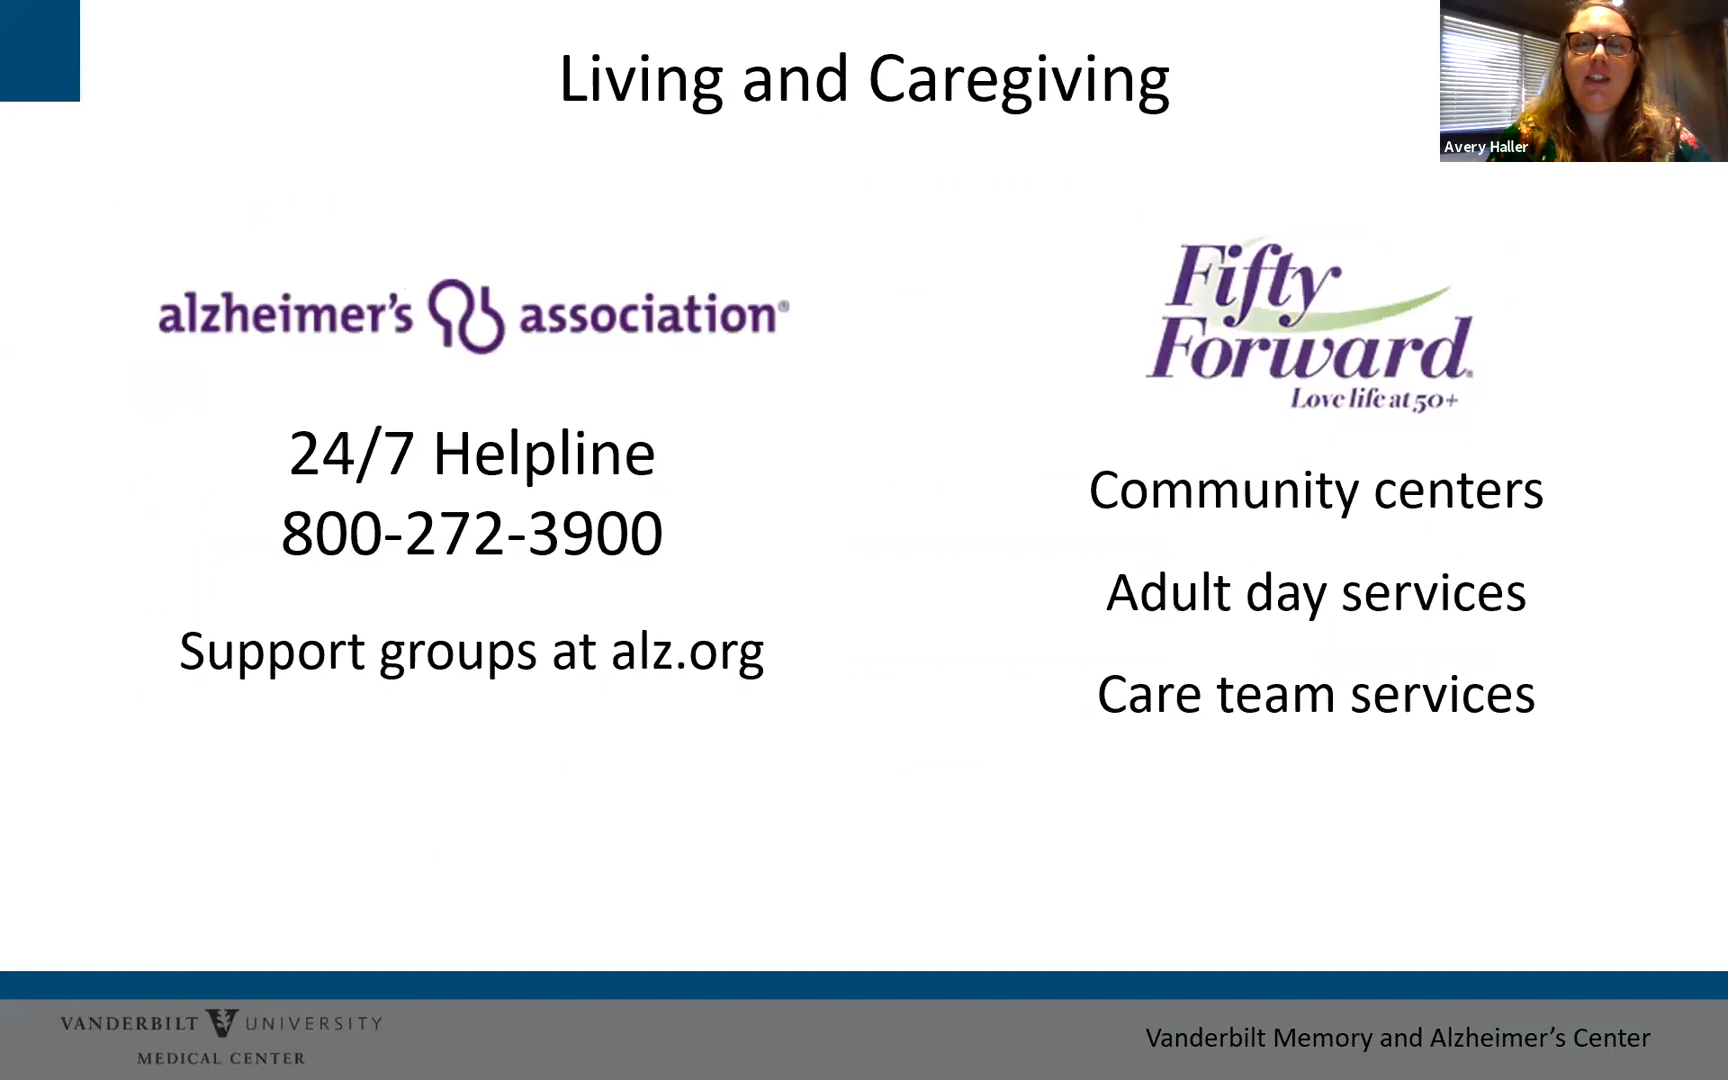 Living and Caregiving
Avery Haller
alzheimer's association®
24/7 Helpline
800-272-3900
Support groups at alz.org
Fifty
Forward®
Love life at 50+
Community centers
Adult day services
Care team services
VANDERBILT UNIVERSITY
MEDICAL CENTER
Vanderbilt Memory and Alzheimer’s Center